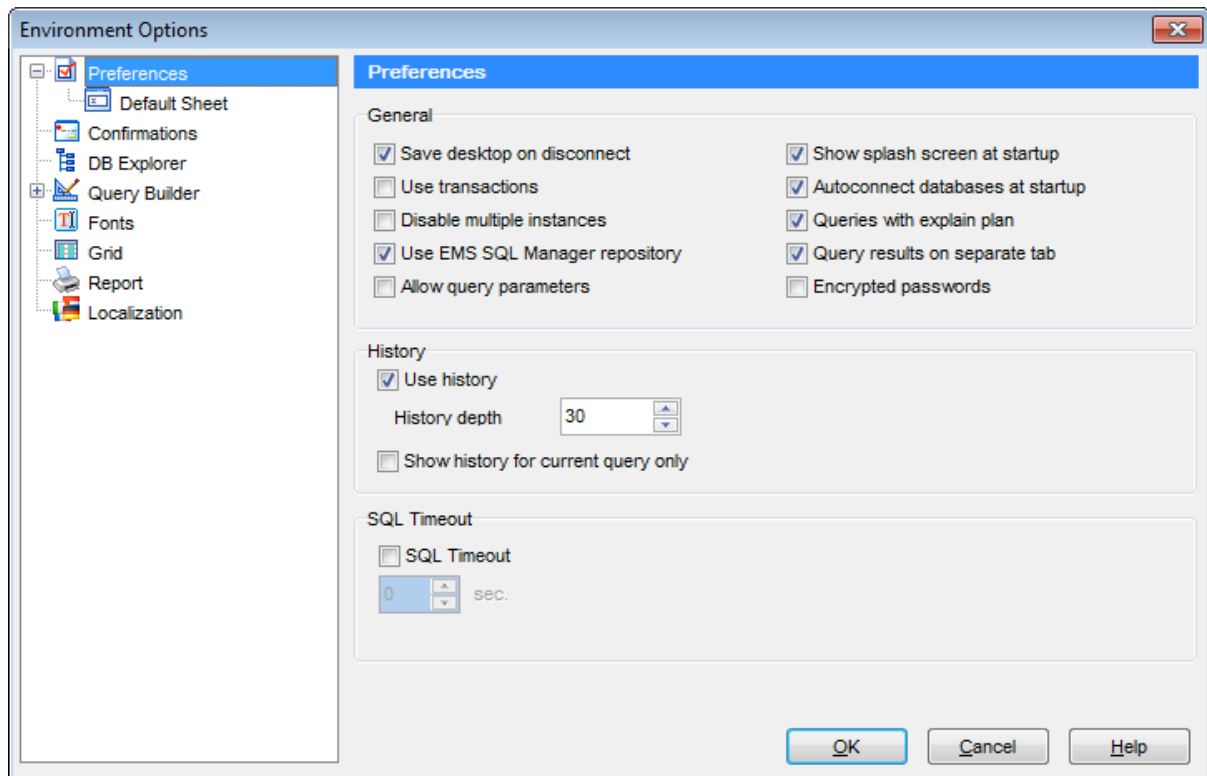 Environment Options
Preferences
Default Sheet
Confirmations
DB Explorer
Query Builder
Fonts
Grid
Report
Localization
Preferences
General
Save desktop on disconnect
Use transactions
Disable multiple instances
Use EMS SQL Manager repository
Allow query parameters
Show splash screen at startup
Autoconnect databases at startup
Queries with explain plan
Query results on separate tab
Encrypted passwords
History
Use history
History depth 30
Show history for current query only
SQL Timeout
SQL Timeout
0 sec.
OK Cancel Help